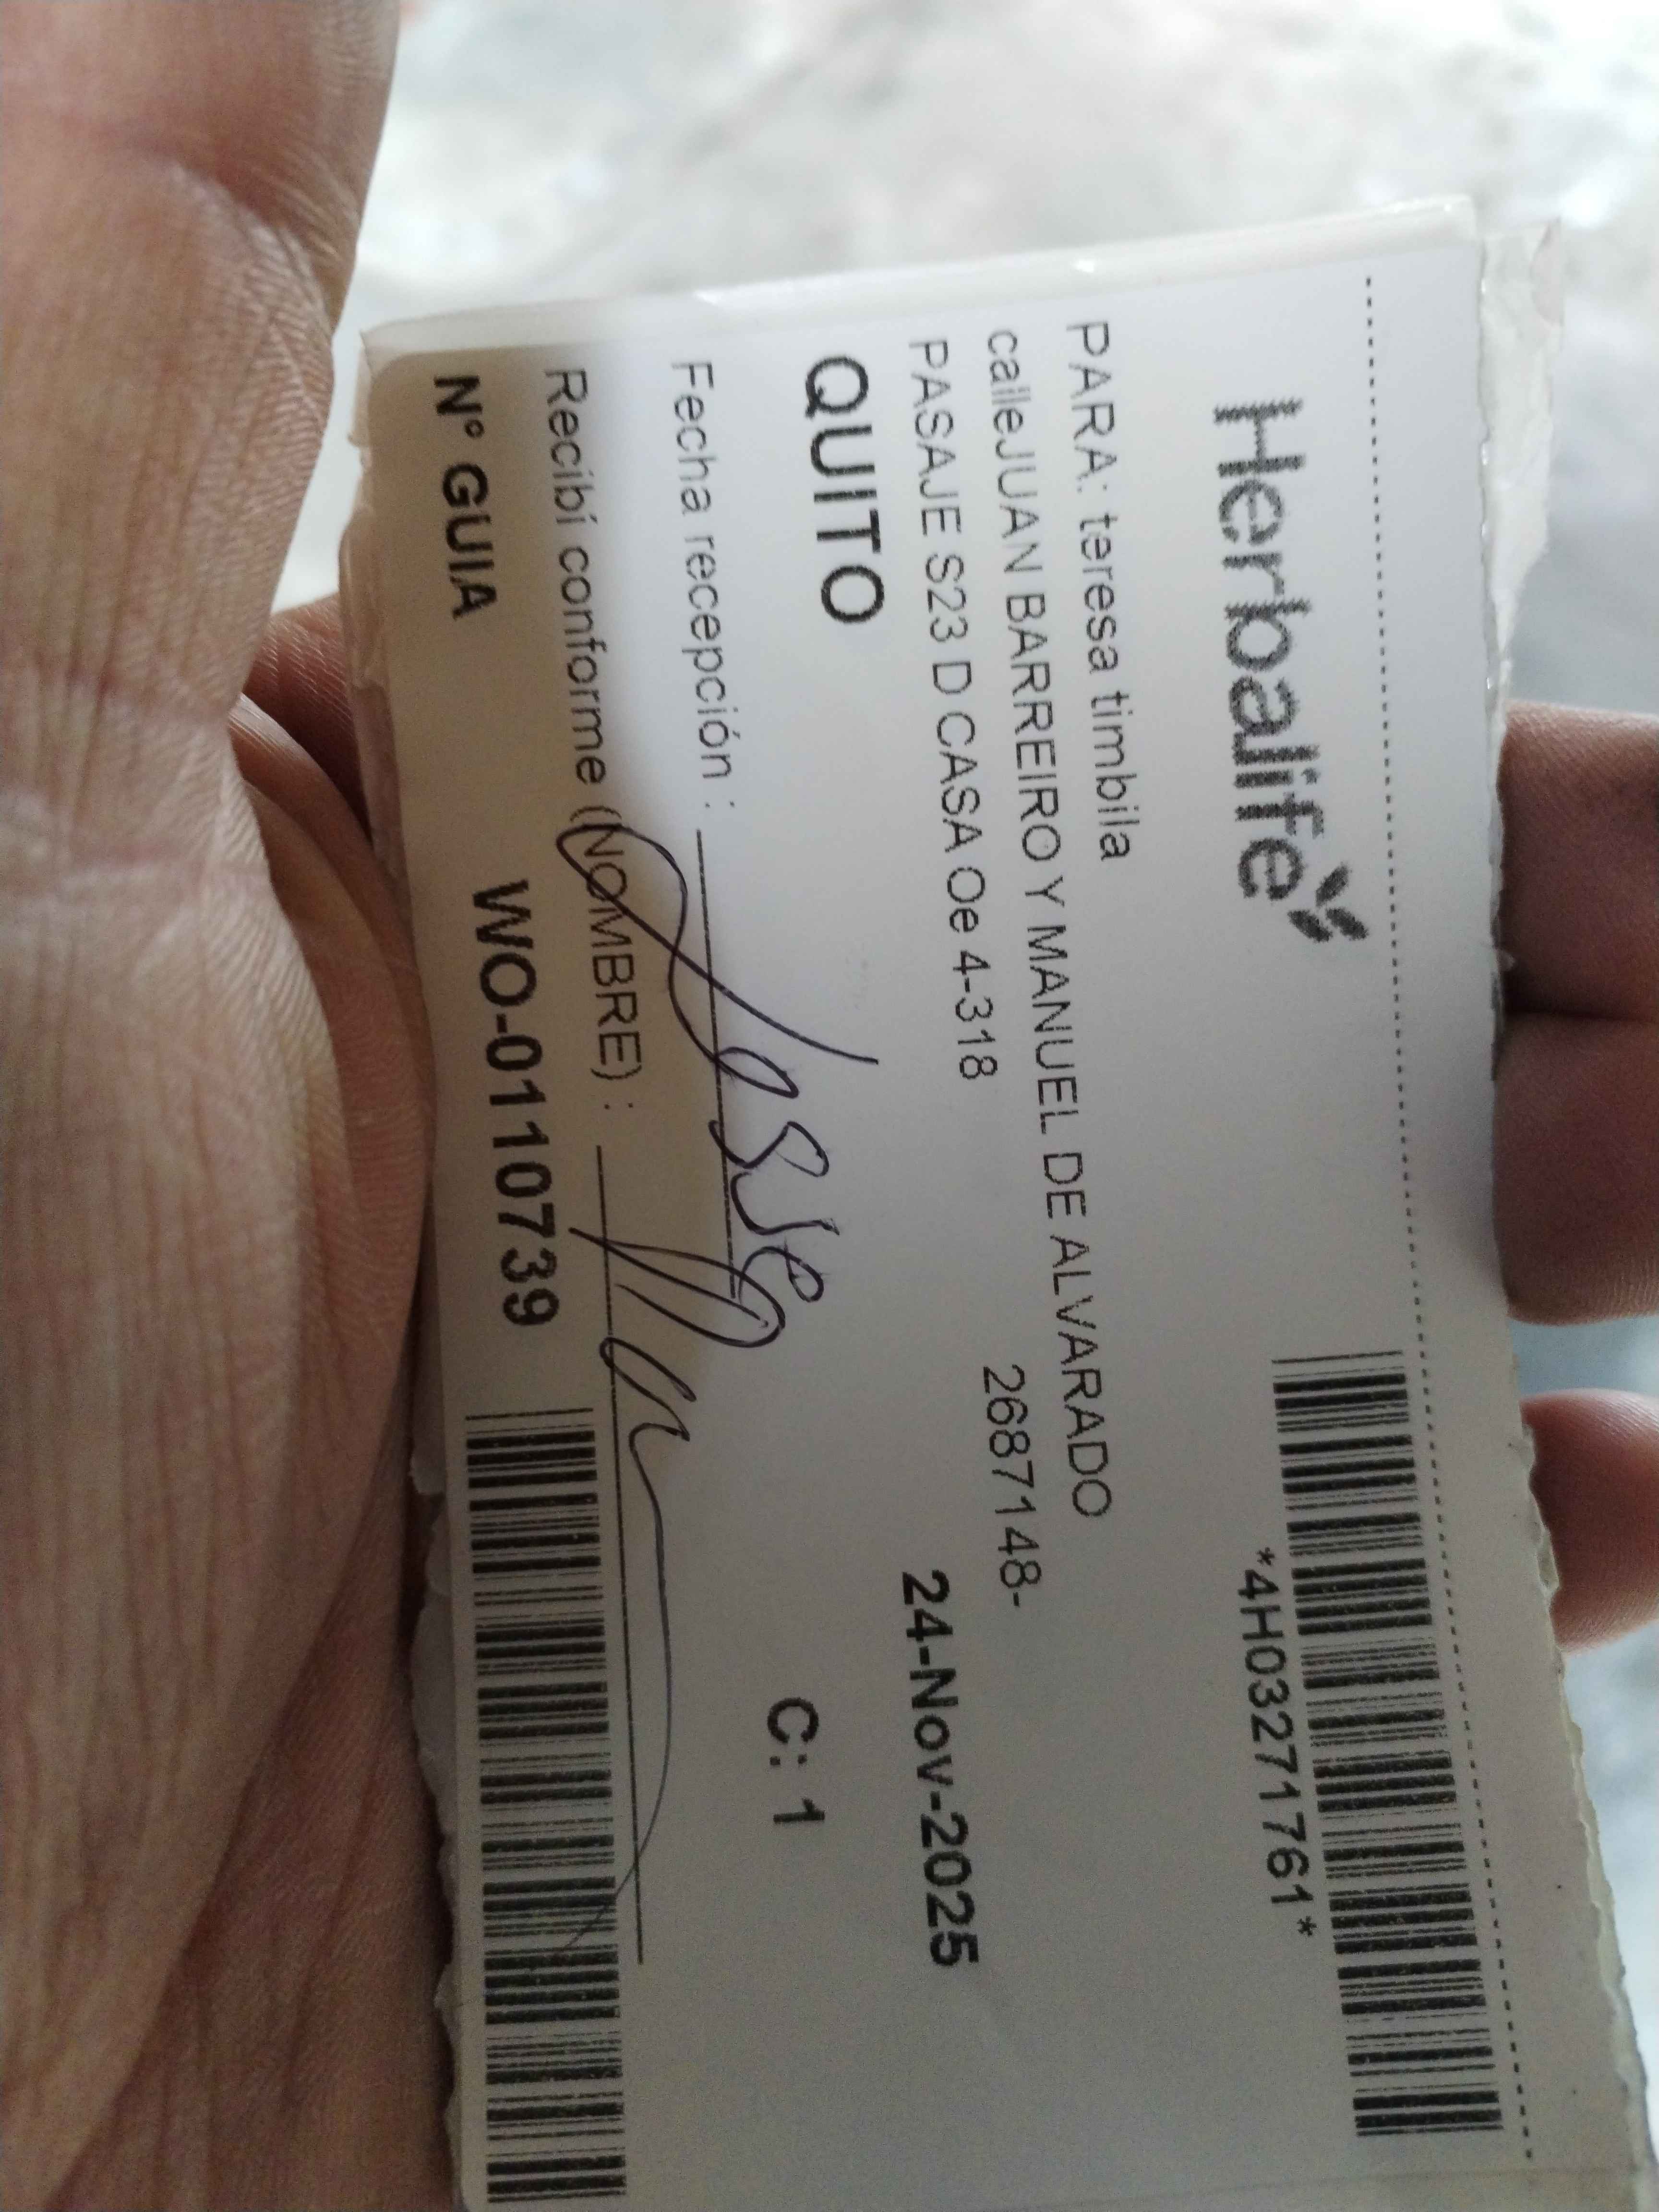 Herbalife
*4H03271761*
PARA: teresa timbila
calleJUAN BARREIRO Y MANUEL DE ALVARADO
PASAJE S23 D CASA Oe 4-318
2687148-
QUITO
24-Nov-2025
C: 1
Fecha recepción :
Recibí conforme (NOMBRE) :
N° GUIA WO-0110739